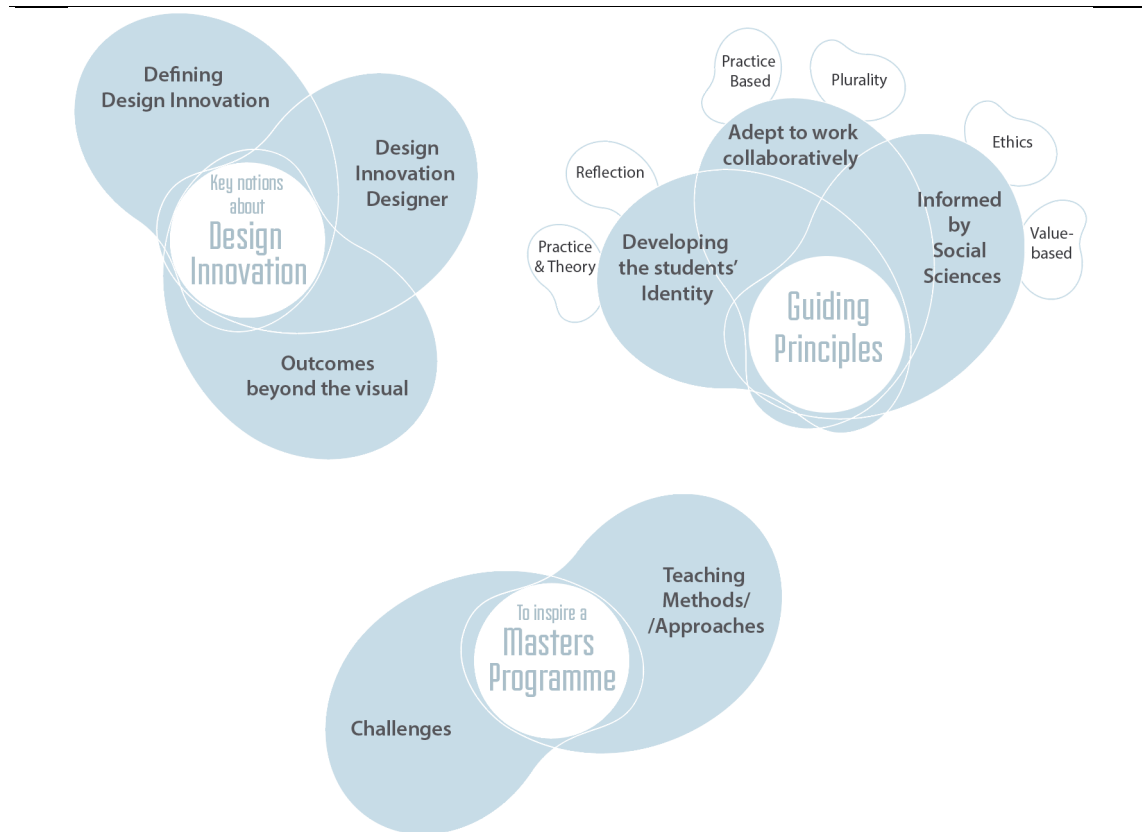 Defining
Design Innovation
Design
Innovation
Designer
Key notions
about
Design
Innovation
Outcomes
beyond the visual
Practice
Based
Plurality
Adept to work
collaboratively
Ethics
Reflection
Informed
by
Social
Sciences
Value-
based
Practice
& Theory
Developing
the students’
Identity
Guiding
Principles
Teaching
Methods/
/Approaches
To inspire a
Masters
Programme
Challenges